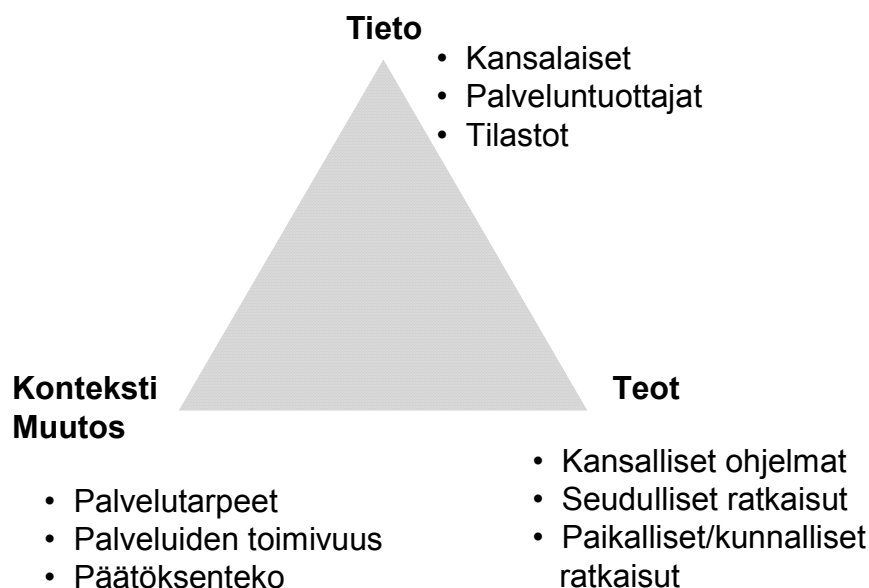 Tieto
• Kansalaiset
• Palveluntuottajat
• Tilastot
Konteksti
Muutos
• Palvelutarpeet
• Palveluiden toimivuus
• Päätöksenteko
Teot
• Kansalliset ohjelmat
• Seudulliset ratkaisut
• Paikalliset/kunnalliset
ratkaisut